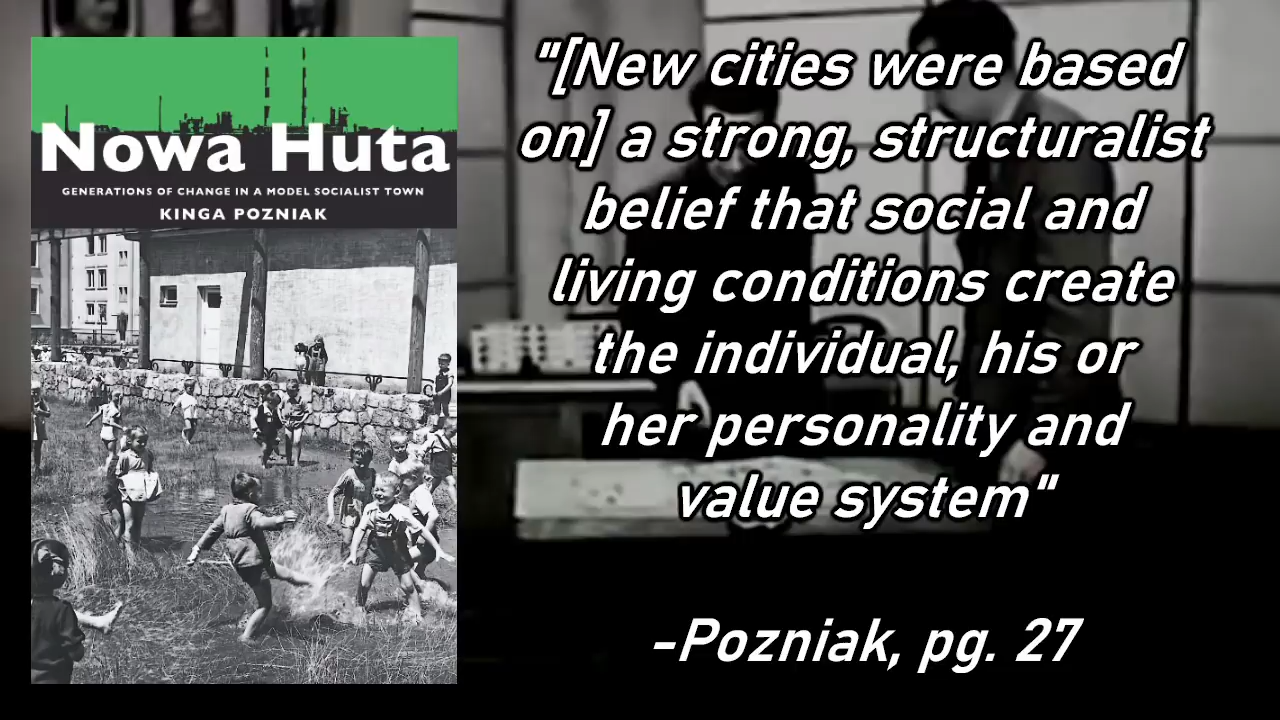 Nowa Huta
GENERATIONS OF CHANGE IN A MODEL SOCIALIST TOWN
KINGA POZNIAK
"[New cities were based
on] a strong, structuralist
belief that social and
living conditions create
the individual, his or
her personality and
value system"
-Pozniak, pg. 27